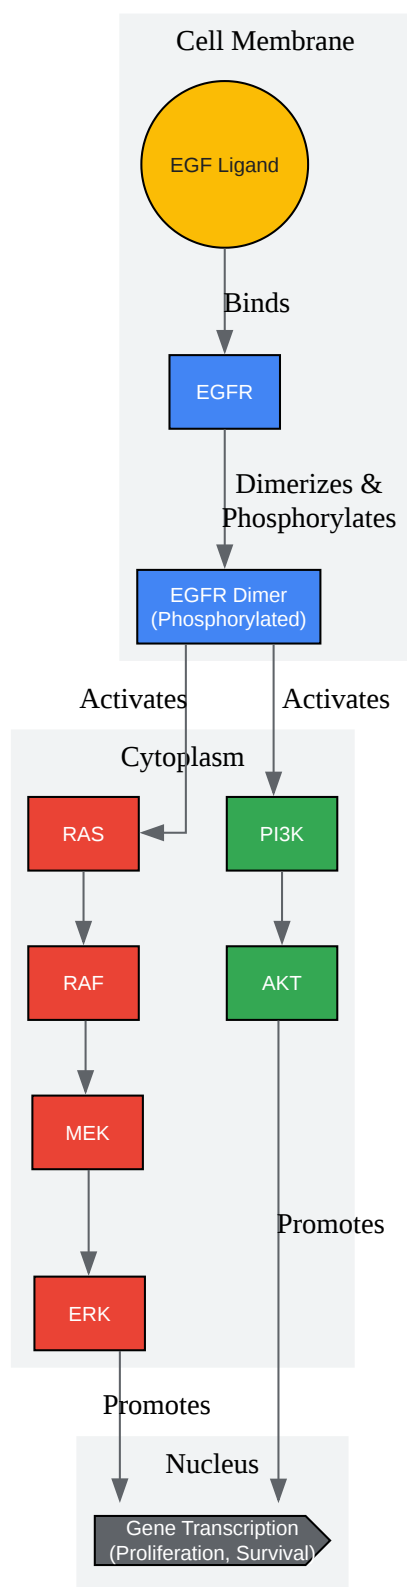 Cell Membrane
EGF Ligand
Binds
EGFR
Dimerizes &
Phosphorylates
EGFR Dimer
(Phosphorylated)
Activates
Activates
Cytoplasm
RAS
PI3K
RAF
AKT
MEK
Promotes
ERK
Promotes
Nucleus
Gene Transcription
(Proliferation, Survival)